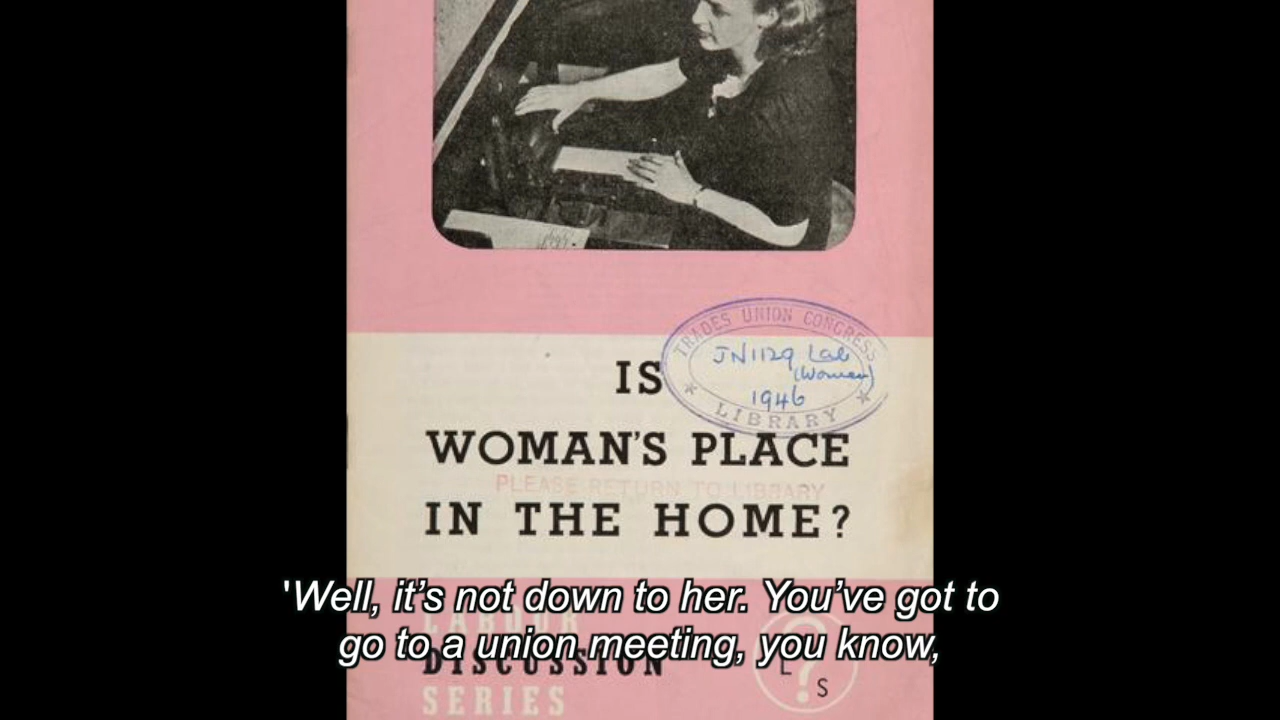 TRADES UNION CONGRESS
JN1129 Lab
(Women)
1946
LIBRARY
IS
WOMAN'S PLACE
PLEASE RETURN TO LIBRARY
IN THE HOME?
'Well, it’s not down to her. You’ve got to
go to a union meeting, you know,
LABOUR
DISCUSSION
SERIES
L
?
S